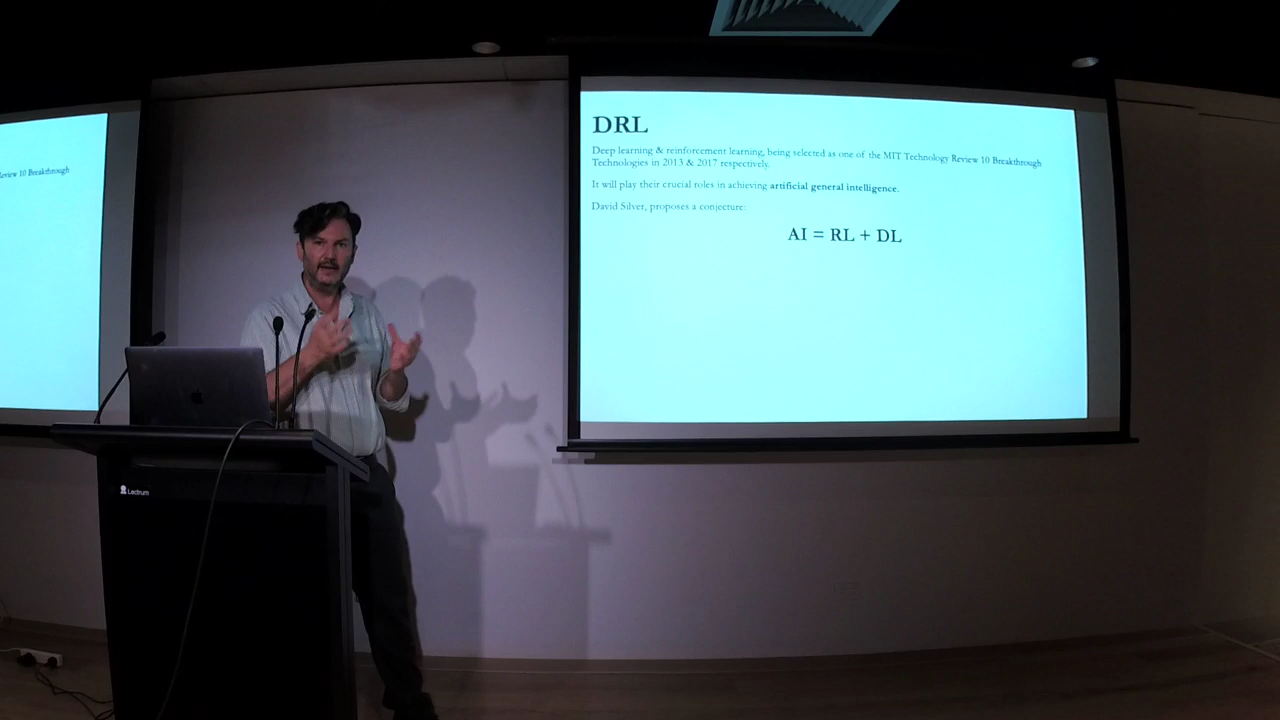 eview 10 Breakthrough
DRL
Deep learning & reinforcement learning, being selected as one of the MIT Technology Review 10 Breakthrough
Technologies in 2013 & 2017 respectively.
It will play their crucial roles in achieving artificial general intelligence.
David Silver, proposes a conjecture:
AI = RL + DL
Lectrum